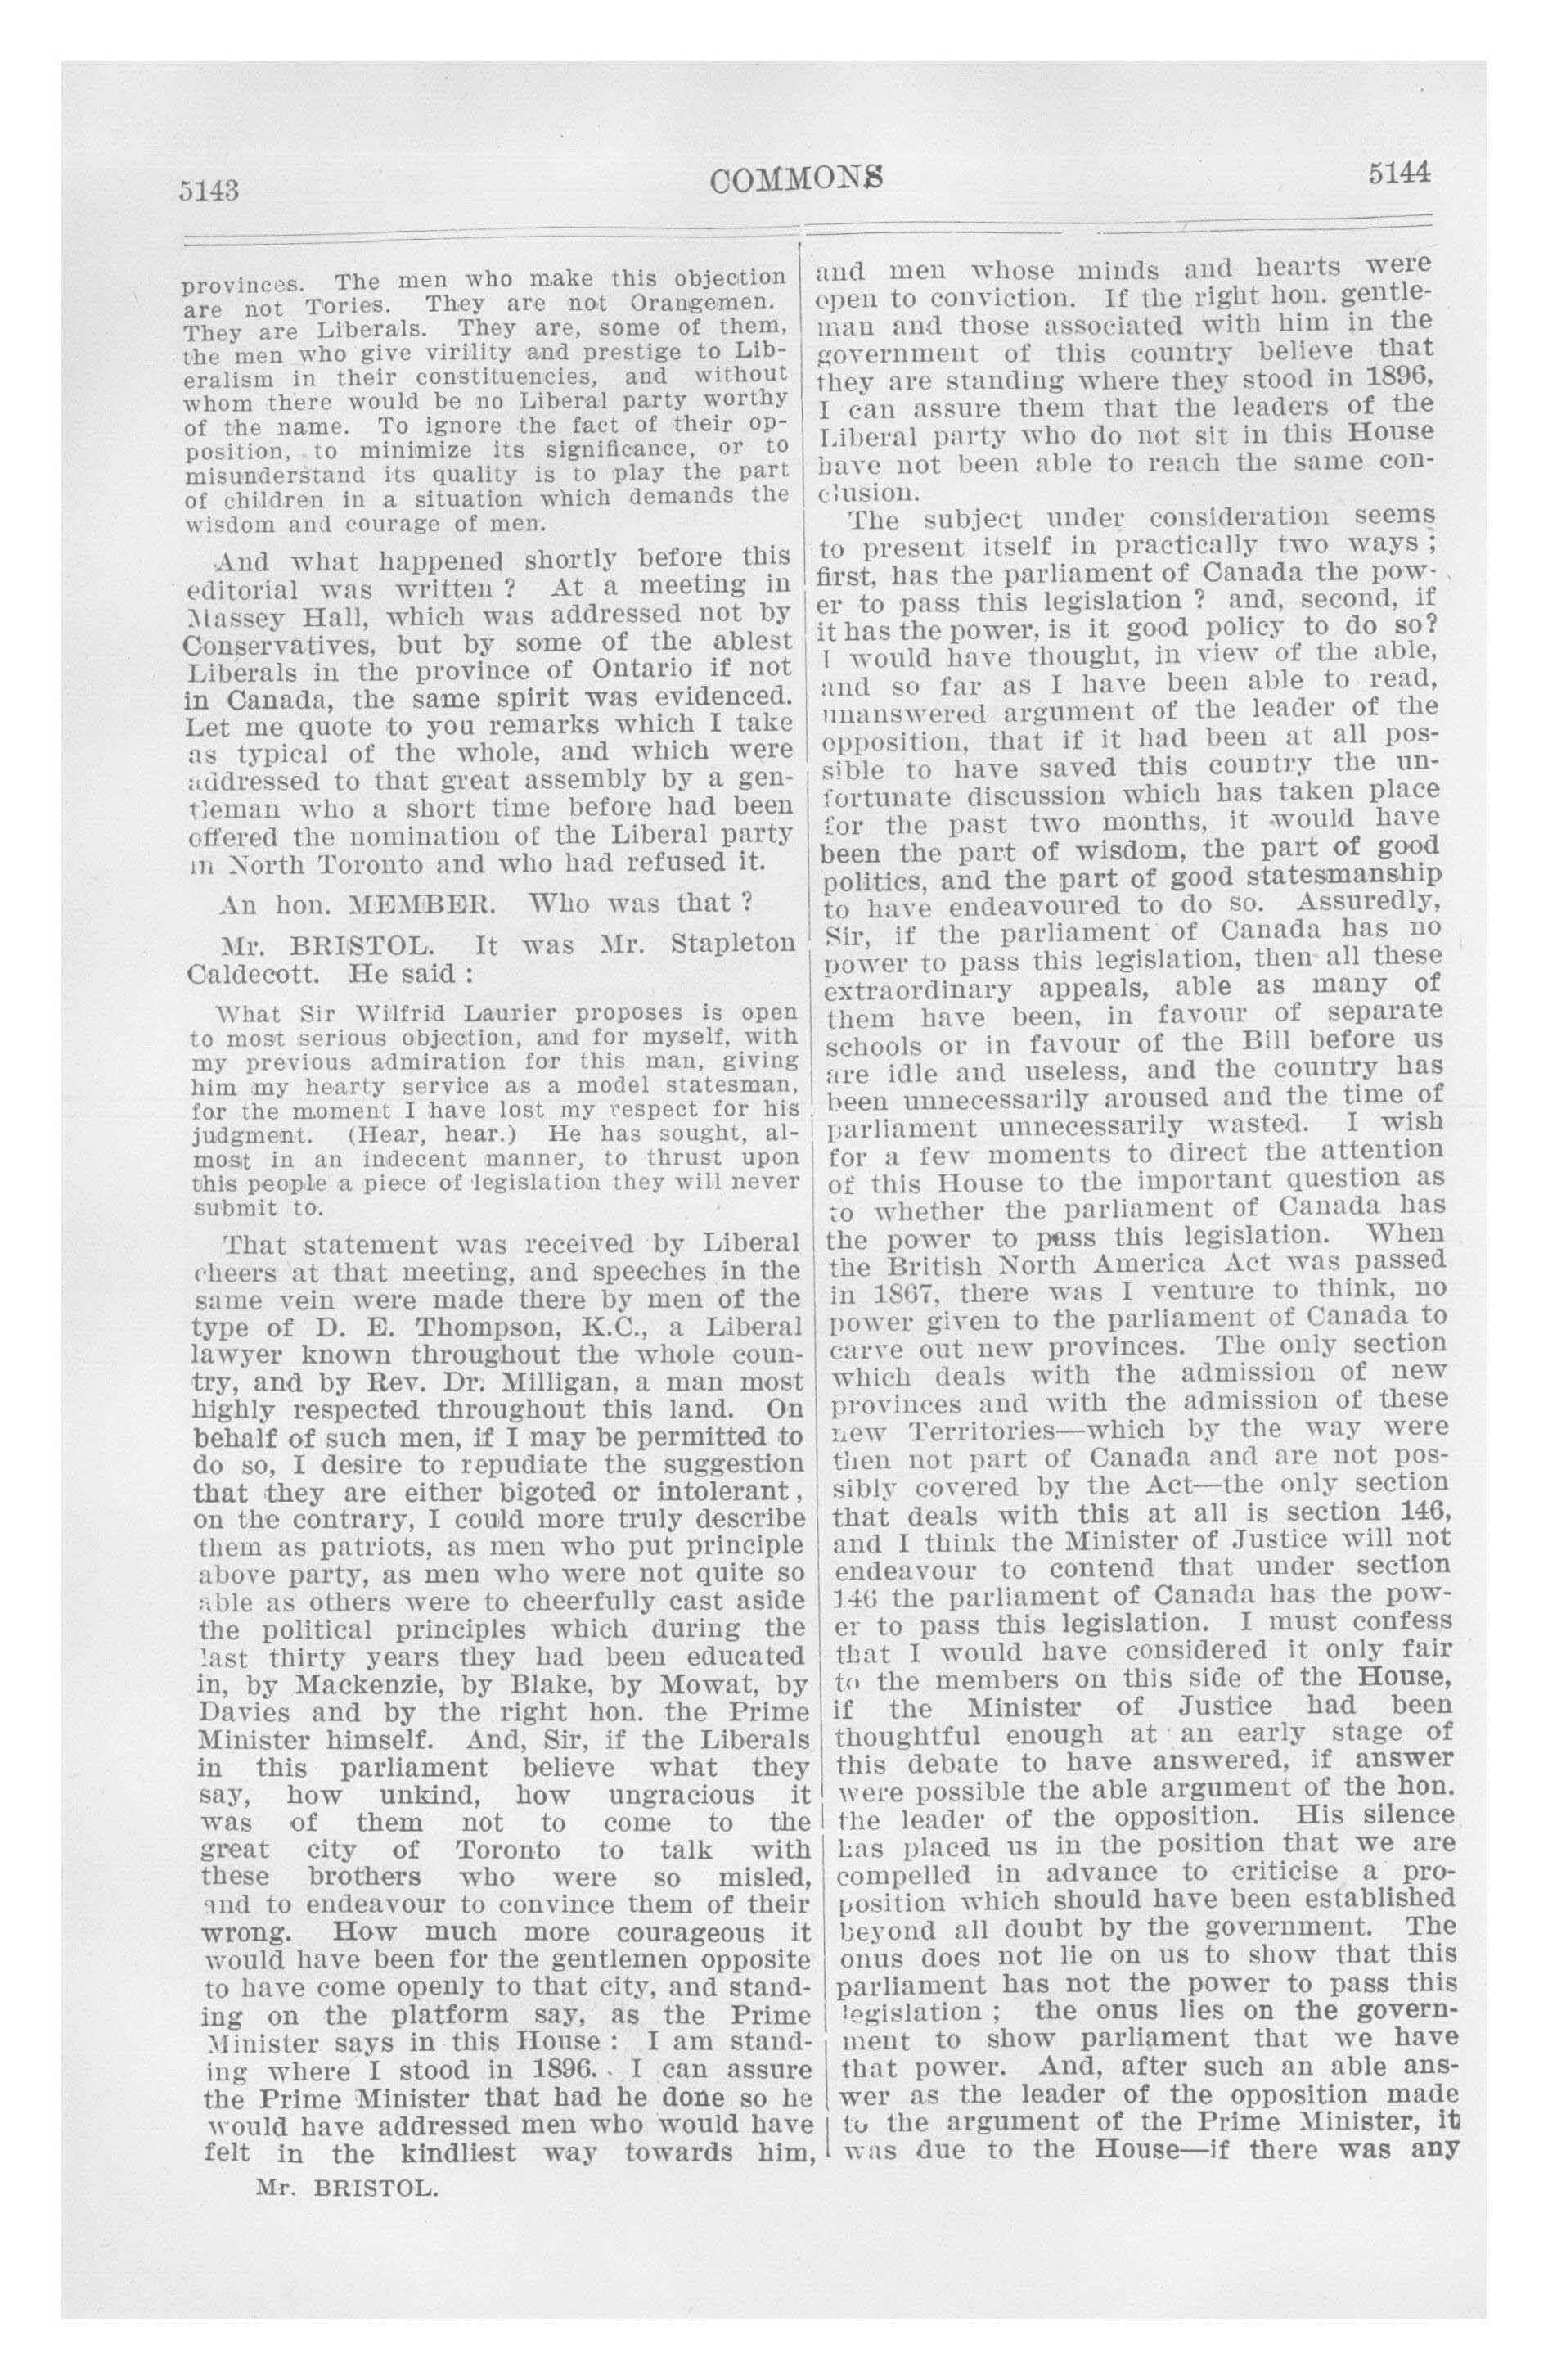 5143
COMMONS
5144
provinces. The men who make this objection
are not Tories. They are not Orangemen.
They are Liberals. They are, some of them,
the men who give virility and prestige to Lib-
eralism in their constituencies, and without
whom there would be no Liberal party worthy
of the name. To ignore the fact of their op-
position, to minimize its significance, or to
misunderstand its quality is to play the part
of children in a situation which demands the
wisdom and courage of men.
And what happened shortly before this
editorial was written ? At a meeting in
Massey Hall, which was addressed not by
Conservatives, but by some of the ablest
Liberals in the province of Ontario if not
in Canada, the same spirit was evidenced.
Let me quote to you remarks which I take
as typical of the whole, and which were
addressed to that great assembly by a gen-
tleman who a short time before had been
offered the nomination of the Liberal party
in North Toronto and who had refused it.
An hon. MEMBER. Who was that ?
Mr. BRISTOL. It was Mr. Stapleton
Caldecott. He said :
What Sir Wilfrid Laurier proposes is open
to most serious objection, and for myself, with
my previous admiration for this man, giving
him my hearty service as a model statesman,
for the moment I have lost my respect for his
judgment. (Hear, hear.) He has sought, al-
most in an indecent manner, to thrust upon
this people a piece of legislation they will never
submit to.
That statement was received by Liberal
cheers at that meeting, and speeches in the
same vein were made there by men of the
type of D. E. Thompson, K.C., a Liberal
lawyer known throughout the whole coun-
try, and by Rev. Dr. Milligan, a man most
highly respected throughout this land. On
behalf of such men, if I may be permitted to
do so, I desire to repudiate the suggestion
that they are either bigoted or intolerant,
on the contrary, I could more truly describe
them as patriots, as men who put principle
above party, as men who were not quite so
able as others were to cheerfully cast aside
the political principles which during the
last thirty years they had been educated
in, by Mackenzie, by Blake, by Mowat, by
Davies and by the right hon. the Prime
Minister himself. And, Sir, if the Liberals
in this parliament believe what they
say, how unkind, how ungracious it
was of them not to come to the
great city of Toronto to talk with
these brothers who were so misled,
and to endeavour to convince them of their
wrong. How much more courageous it
would have been for the gentlemen opposite
to have come openly to that city, and stand-
ing on the platform say, as the Prime
Minister says in this House : I am stand-
ing where I stood in 1896. I can assure
the Prime Minister that had he done so he
would have addressed men who would have
felt in the kindliest way towards him,
Mr. BRISTOL.
and men whose minds and hearts were
open to conviction. If the right hon. gentle-
man and those associated with him in the
government of this country believe that
they are standing where they stood in 1896,
I can assure them that the leaders of the
Liberal party who do not sit in this House
have not been able to reach the same con-
clusion.
The subject under consideration seems
to present itself in practically two ways ;
first, has the parliament of Canada the pow-
er to pass this legislation ? and, second, if
it has the power, is it good policy to do so?
I would have thought, in view of the able,
and so far as I have been able to read,
unanswered argument of the leader of the
opposition, that if it had been at all pos-
sible to have saved this country the un-
fortunate discussion which has taken place
for the past two months, it would have
been the part of wisdom, the part of good
politics, and the part of good statesmanship
to have endeavoured to do so. Assuredly,
Sir, if the parliament of Canada has no
power to pass this legislation, then all these
extraordinary appeals, able as many of
them have been, in favour of separate
schools or in favour of the Bill before us
are idle and useless, and the country has
been unnecessarily aroused and the time of
parliament unnecessarily wasted. I wish
for a few moments to direct the attention
of this House to the important question as
to whether the parliament of Canada has
the power to pass this legislation. When
the British North America Act was passed
in 1867, there was I venture to think, no
power given to the parliament of Canada to
carve out new provinces. The only section
which deals with the admission of new
provinces and with the admission of these
new Territories—which by the way were
then not part of Canada and are not pos-
sibly covered by the Act—the only section
that deals with this at all is section 146,
and I think the Minister of Justice will not
endeavour to contend that under section
146 the parliament of Canada has the pow-
er to pass this legislation. I must confess
that I would have considered it only fair
to the members on this side of the House,
if the Minister of Justice had been
thoughtful enough at an early stage of
this debate to have answered, if answer
were possible the able argument of the hon.
the leader of the opposition. His silence
has placed us in the position that we are
compelled in advance to criticise a pro-
position which should have been established
beyond all doubt by the government. The
onus does not lie on us to show that this
parliament has not the power to pass this
legislation ; the onus lies on the govern-
ment to show parliament that we have
that power. And, after such an able ans-
wer as the leader of the opposition made
to the argument of the Prime Minister, it
was due to the House—if there was any